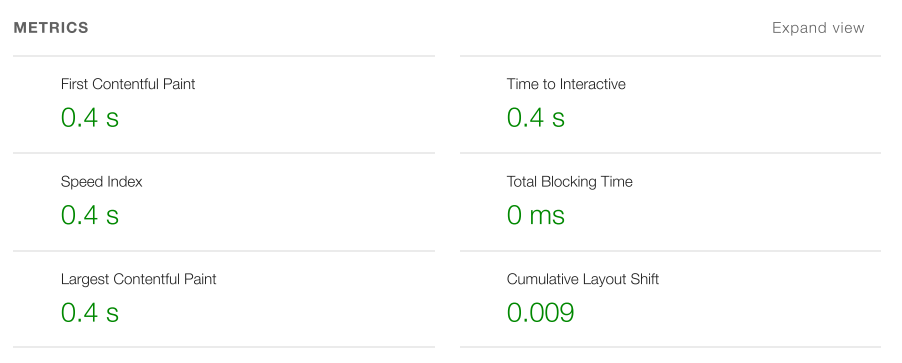 METRICS
Expand view
First Contentful Paint
0.4 s
Time to Interactive
0.4 s
Speed Index
0.4 s
Total Blocking Time
0 ms
Largest Contentful Paint
0.4 s
Cumulative Layout Shift
0.009